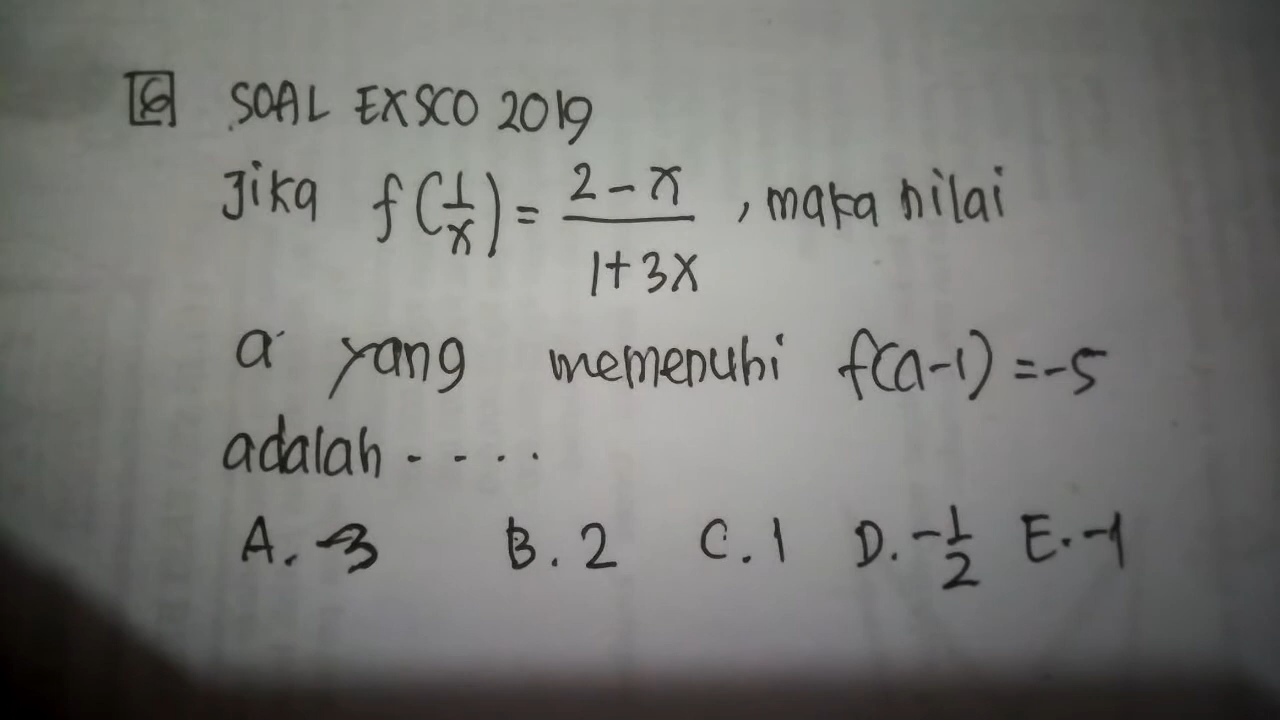 6 SOAL EXSCO 2019
Jika f(1/x) = (2-x)/(1+3x), maka nilai
a yang memenuhi f(a-1) = -5
adalah ....
A. -3 B. 2 C. 1 D. -1/2 E. -1